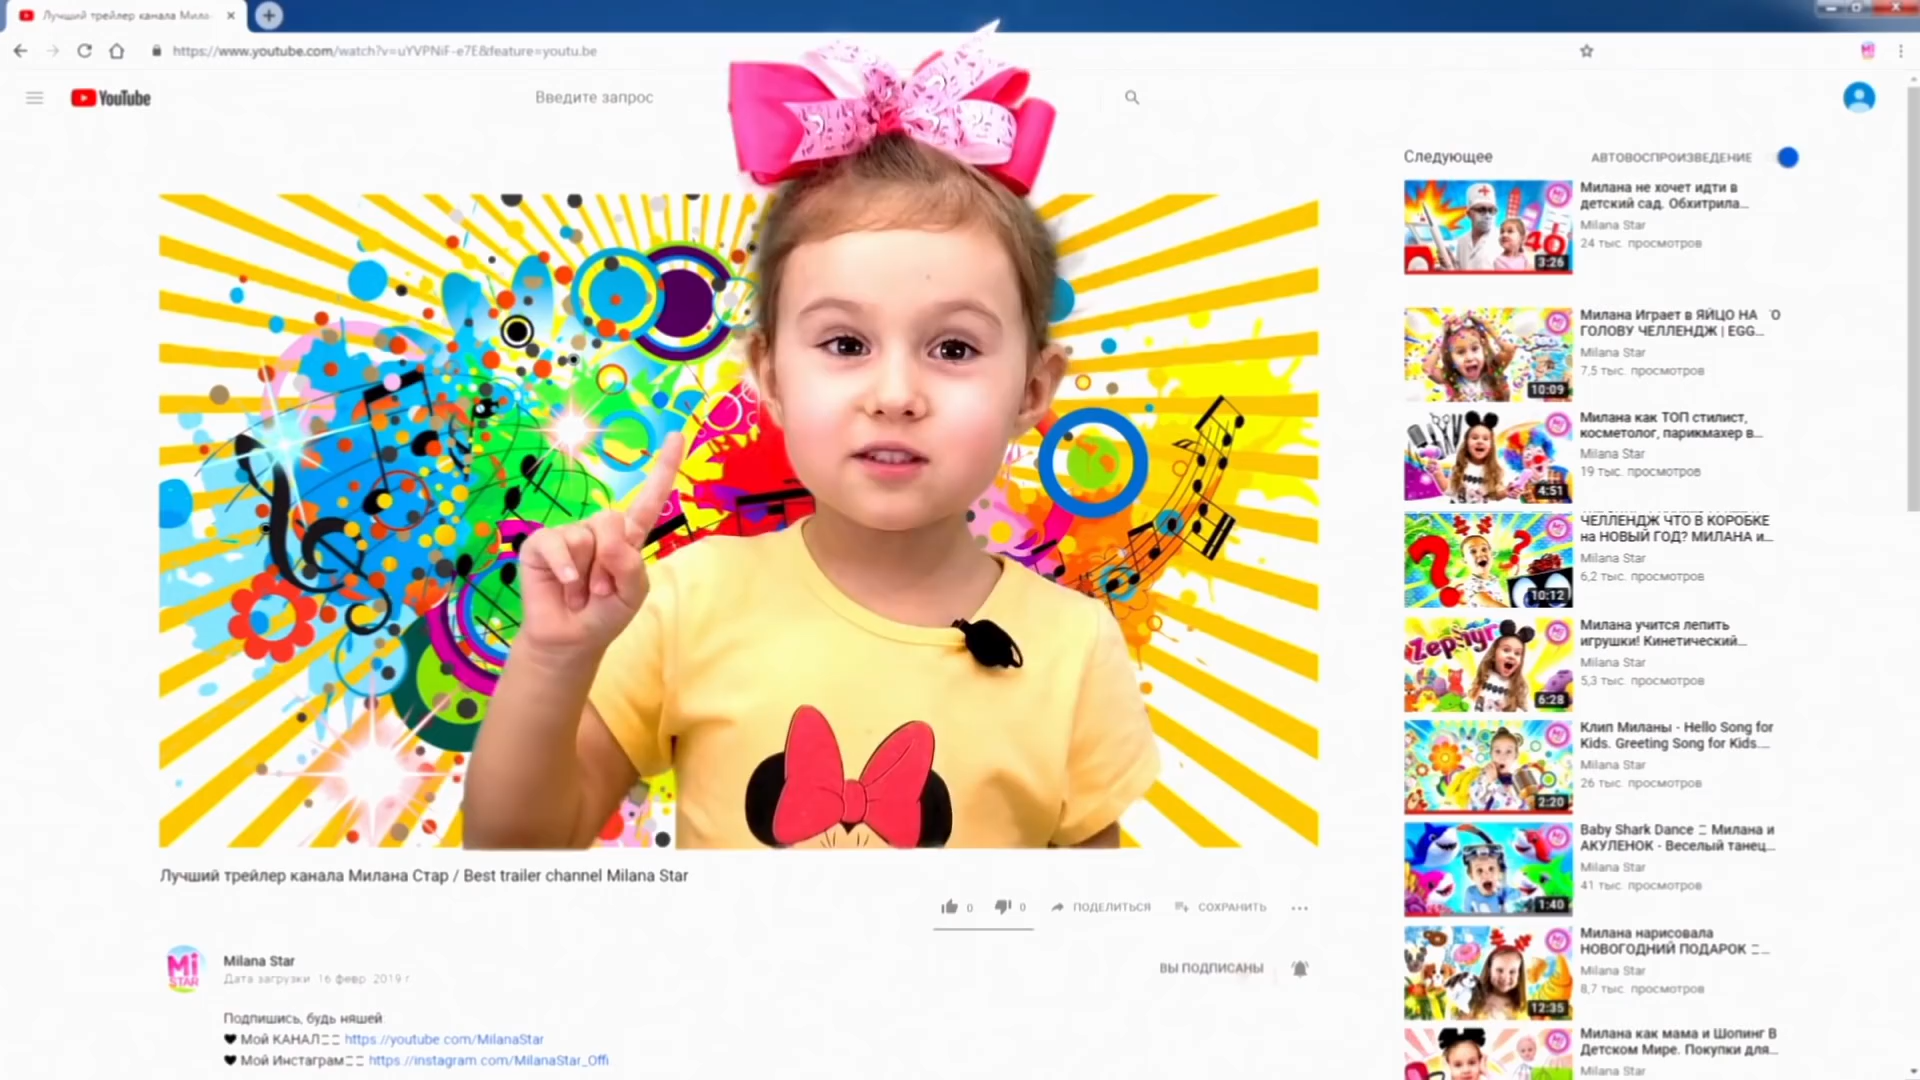 Лучший трейлер канала Мила
https://www.youtube.com/watch?v=uYVPNiF-e7E&feature=youtu.be
YouTube
Введите запрос
Следующее
АВТОВОСПРОИЗВЕДЕНИЕ
Милана не хочет идти в
детский сад. Обхитрила...
Milana Star
24 тыс. просмотров
40
3:26
Милана Играет в ЯЙЦО НА
ГОЛОВУ ЧЕЛЛЕНДЖ | EGG...
Milana Star
7,5 тыс. просмотров
10:09
Милана как ТОП стилист,
косметолог, парикмахер в...
Milana Star
19 тыс. просмотров
4:51
ЧЕЛЛЕНДЖ ЧТО В КОРОБКЕ
на НОВЫЙ ГОД? МИЛАНА и...
Milana Star
6,2 тыс. просмотров
10:12
Милана учится лепить
игрушки! Кинетический...
Milana Star
5,3 тыс. просмотров
Zephyr
6:28
Клип Миланы - Hello Song for
Kids. Greeting Song for Kids....
Milana Star
26 тыс. просмотров
2:20
Baby Shark Dance Милана и
АКУЛЕНОК - Веселый танец...
Milana Star
41 тыс. просмотров
1:40
Милана нарисовала
НОВОГОДНИЙ ПОДАРОК ...
Milana Star
8,7 тыс. просмотров
12:35
Милана как мама и Шопинг В
Детском Мире. Покупки для...
Milana Star
Лучший трейлер канала Милана Стар / Best trailer channel Milana Star
0 0 ПОДЕЛИТЬСЯ СОХРАНИТЬ
Mi STAR
Milana Star
Дата загрузки 16 февр 2019 г
ВЫ ПОДПИСАНЫ
Подпишись, будь няшей
♥ Мой КАНАЛ https://youtube.com/MilanaStar
♥ Мой Инстаграм https://instagram.com/MilanaStar_Offi